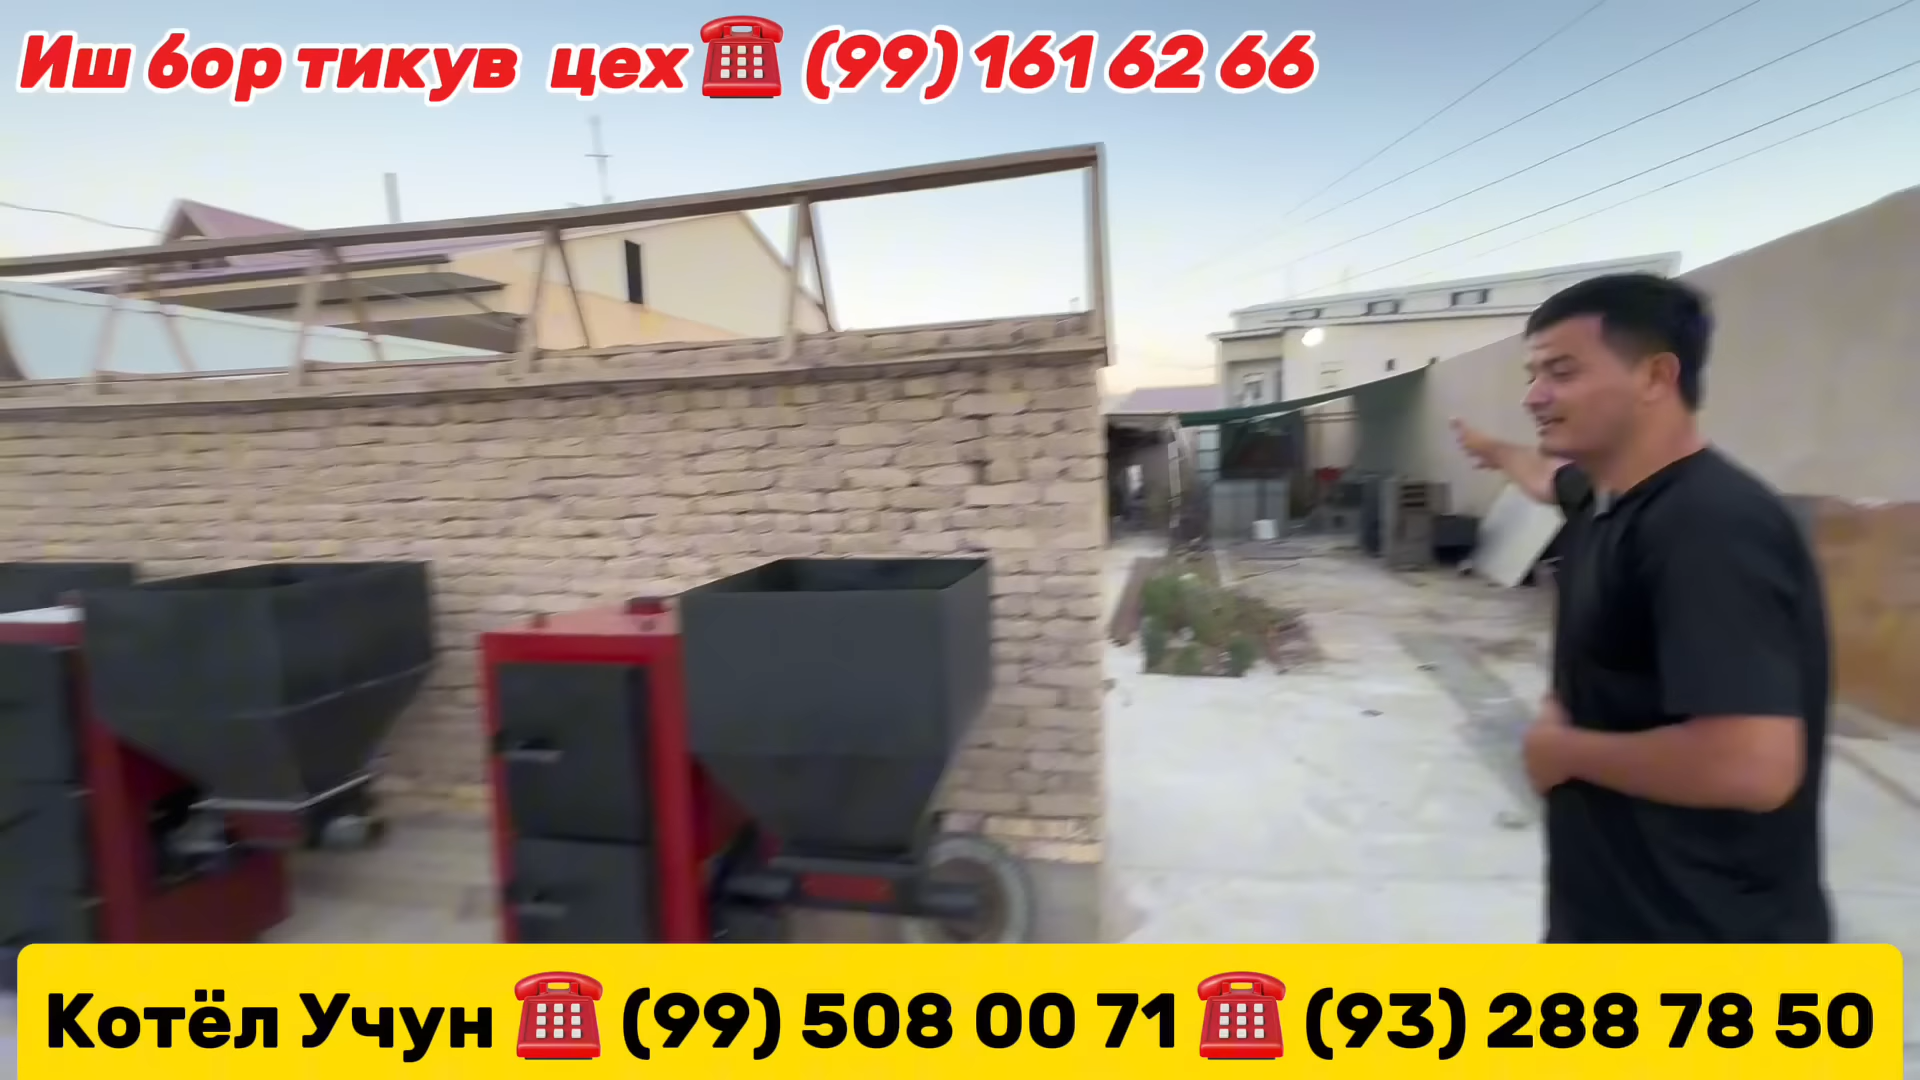 Иш бор тикув цех ☎️ (99) 161 62 66
Котёл Учун ☎️ (99) 508 00 71 ☎️ (93) 288 78 50